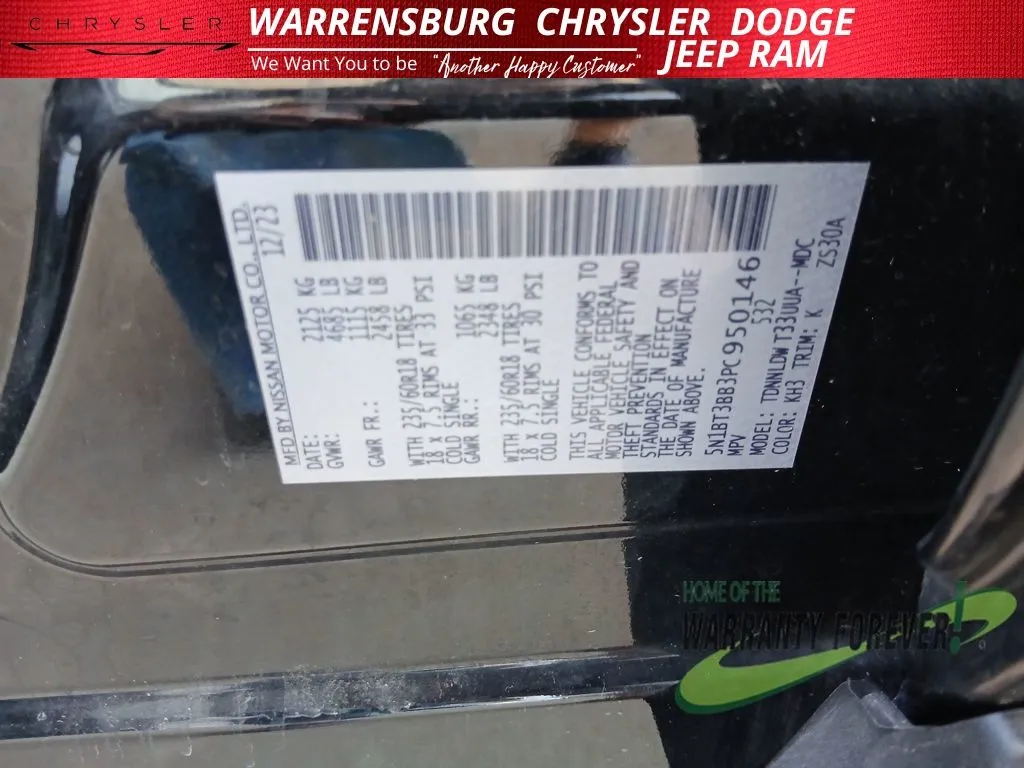 CHRYSLER
WARRENSBURG CHRYSLER DODGE
JEEP RAM
We Want You to be "Another Happy Customer"
MFD BY NISSAN MOTOR CO., LTD.
DATE: 12/23
GVWR: 2125 KG
4685 LB
GAWR FR.: 1115 KG
2458 LB
WITH 235/60R18 TIRES
18 x 7.5 RIMS AT 33 PSI
COLD SINGLE
GAWR RR.: 1065 KG
2348 LB
WITH 235/60R18 TIRES
18 x 7.5 RIMS AT 30 PSI
COLD SINGLE
THIS VEHICLE CONFORMS TO
ALL APPLICABLE FEDERAL
MOTOR VEHICLE SAFETY AND
THEFT PREVENTION
STANDARDS IN EFFECT ON
THE DATE OF MANUFACTURE
SHOWN ABOVE.
5N1BT3BB3PC950146
MPV 532
MODEL: TDNNLDW T33UUA--MDC
COLOR: KH3 TRIM: K ZS30A
HOME OF THE
WARRANTY FOREVER!